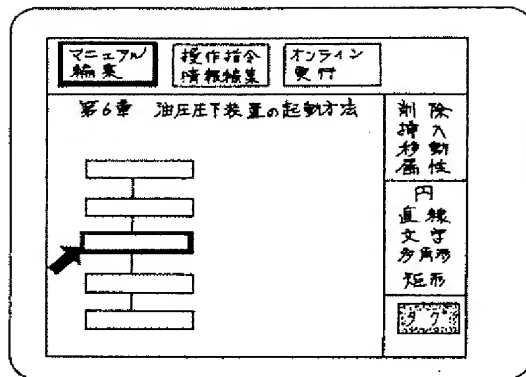 マニュアル
編集
操作指令
情報編集
オンライン
実行
第6章 油圧圧下装置の起動方法
削除
挿入
移動
属性
円
直線
文字
多角形
矩形
タグ